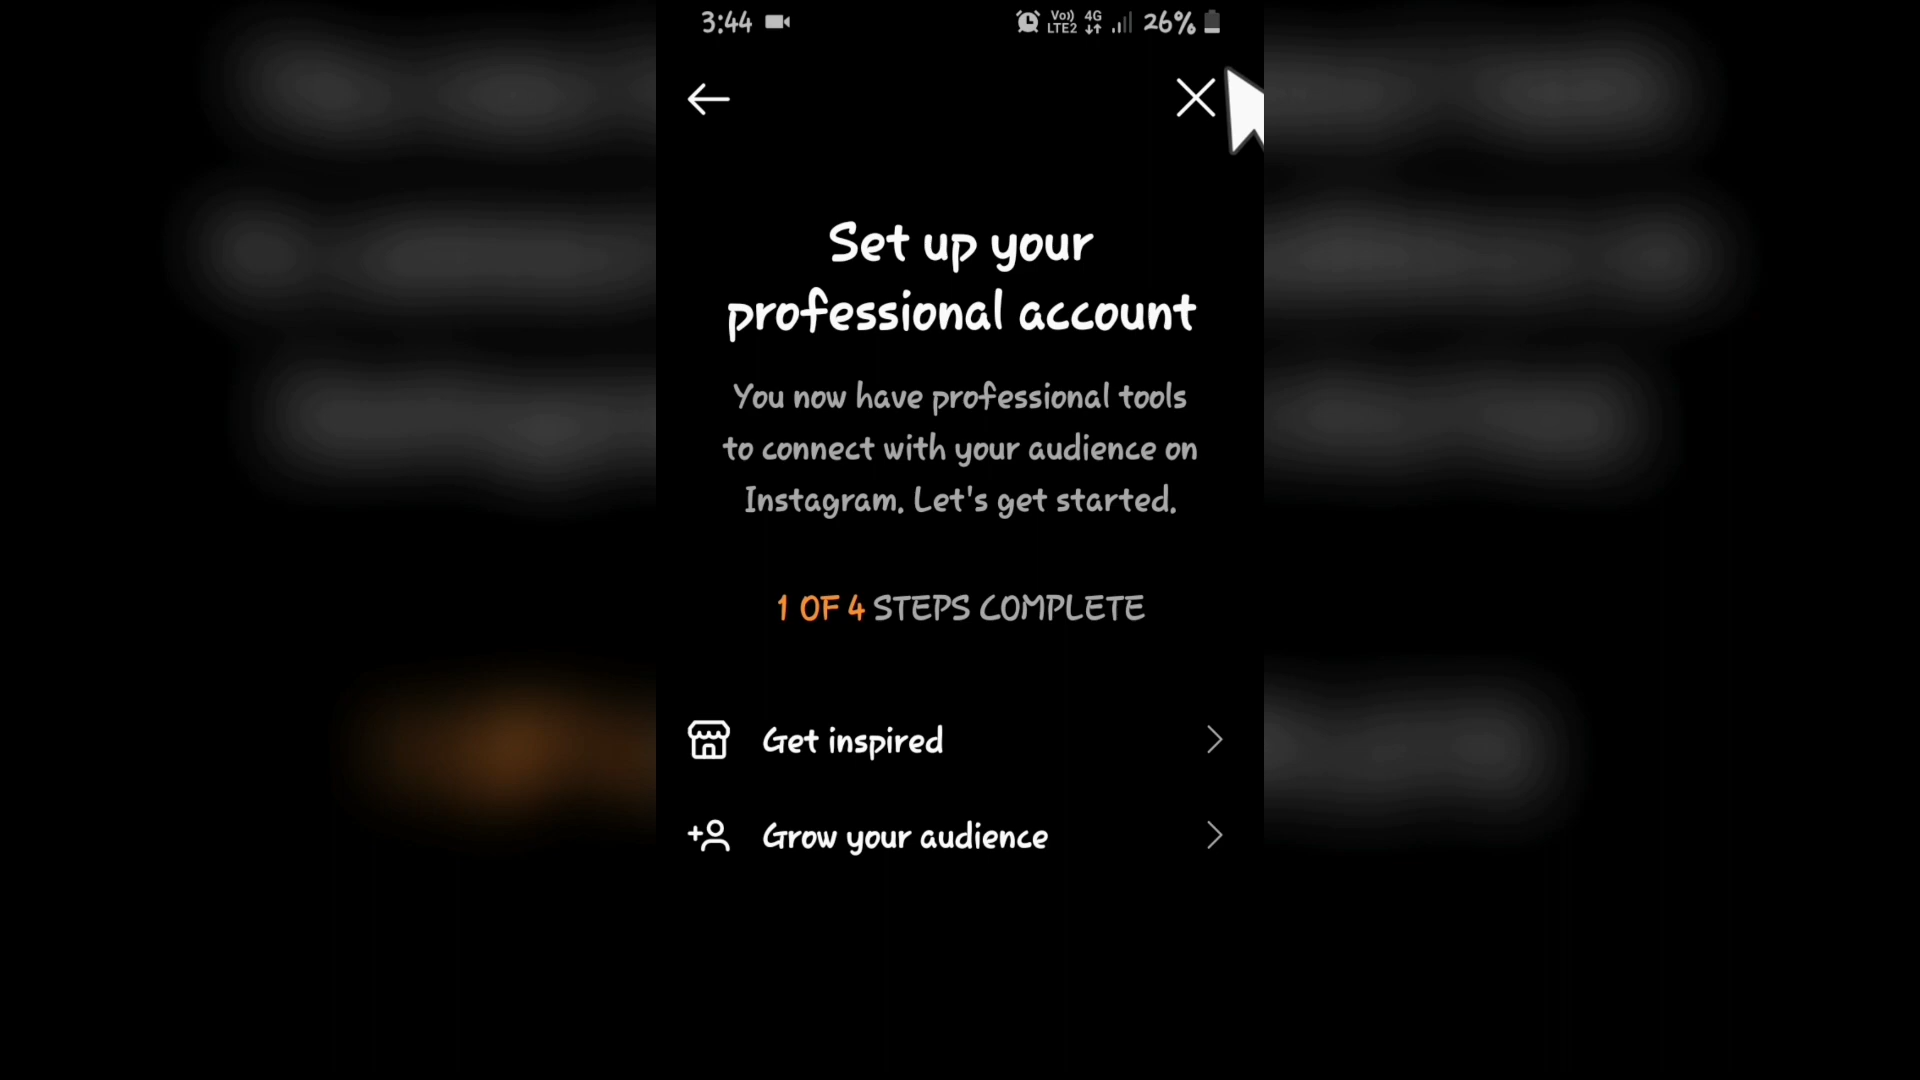 3:44
Vo)) LTE2 4G 26%
Set up your
professional account
You now have professional tools
to connect with your audience on
Instagram. Let's get started.
1 OF 4 STEPS COMPLETE
Get inspired
Grow your audience